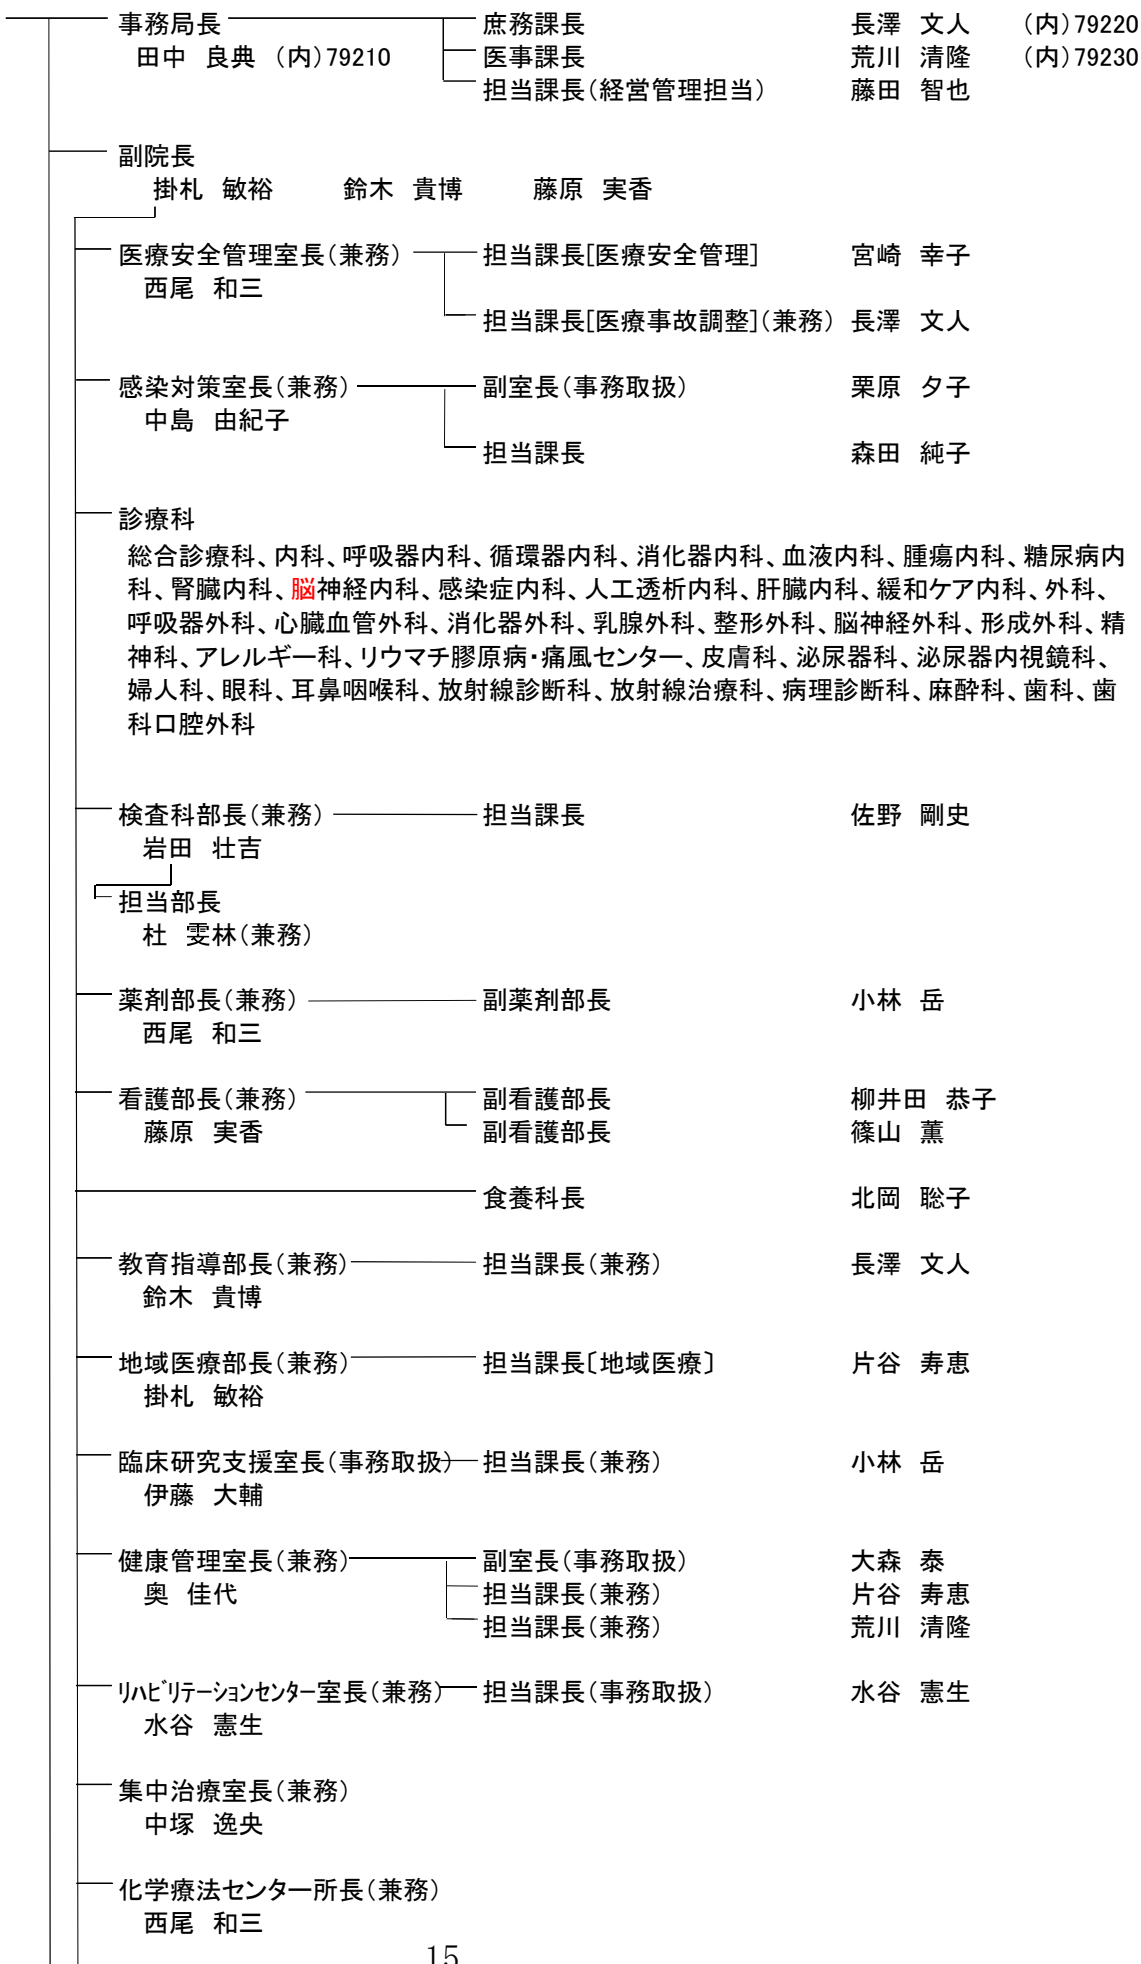 事務局長 庶務課長 長澤 文人 (内)79220
田中 良典 (内)79210 医事課長 荒川 清隆 (内)79230
担当課長(経営管理担当) 藤田 智也
副院長
掛札 敏裕 鈴木 貴博 藤原 実香
医療安全管理室長(兼務) 担当課長[医療安全管理] 宮崎 幸子
西尾 和三
担当課長[医療事故調整](兼務) 長澤 文人
感染対策室長(兼務) 副室長(事務取扱) 栗原 夕子
中島 由紀子
担当課長 森田 純子
診療科
総合診療科、内科、呼吸器内科、循環器内科、消化器内科、血液内科、腫瘍内科、糖尿病内
科、腎臓内科、脳神経内科、感染症内科、人工透析内科、肝臓内科、緩和ケア内科、外科、
呼吸器外科、心臓血管外科、消化器外科、乳腺外科、整形外科、脳神経外科、形成外科、精
神科、アレルギー科、リウマチ膠原病・痛風センター、皮膚科、泌尿器科、泌尿器内視鏡科、
婦人科、眼科、耳鼻咽喉科、放射線診断科、放射線治療科、病理診断科、麻酔科、歯科、歯
科口腔外科
検査科部長(兼務) 担当課長 佐野 剛史
岩田 壮吉
担当部長
杜 雯林(兼務)
薬剤部長(兼務) 副薬剤部長 小林 岳
西尾 和三
看護部長(兼務) 副看護部長 柳井田 恭子
藤原 実香 副看護部長 篠山 薫
食養科長 北岡 聡子
教育指導部長(兼務) 担当課長(兼務) 長澤 文人
鈴木 貴博
地域医療部長(兼務) 担当課長〔地域医療〕 片谷 寿恵
掛札 敏裕
臨床研究支援室長(事務取扱) 担当課長(兼務) 小林 岳
伊藤 大輔
健康管理室長(兼務) 副室長(事務取扱) 大森 泰
奥 佳代 担当課長(兼務) 片谷 寿恵
担当課長(兼務) 荒川 清隆
ﾘﾊﾋﾞﾘﾃｰｼｮﾝｾﾝﾀｰ室長(兼務) 担当課長(事務取扱) 水谷 憲生
水谷 憲生
集中治療室長(兼務)
中塚 逸央
化学療法センター所長(兼務)
西尾 和三
15